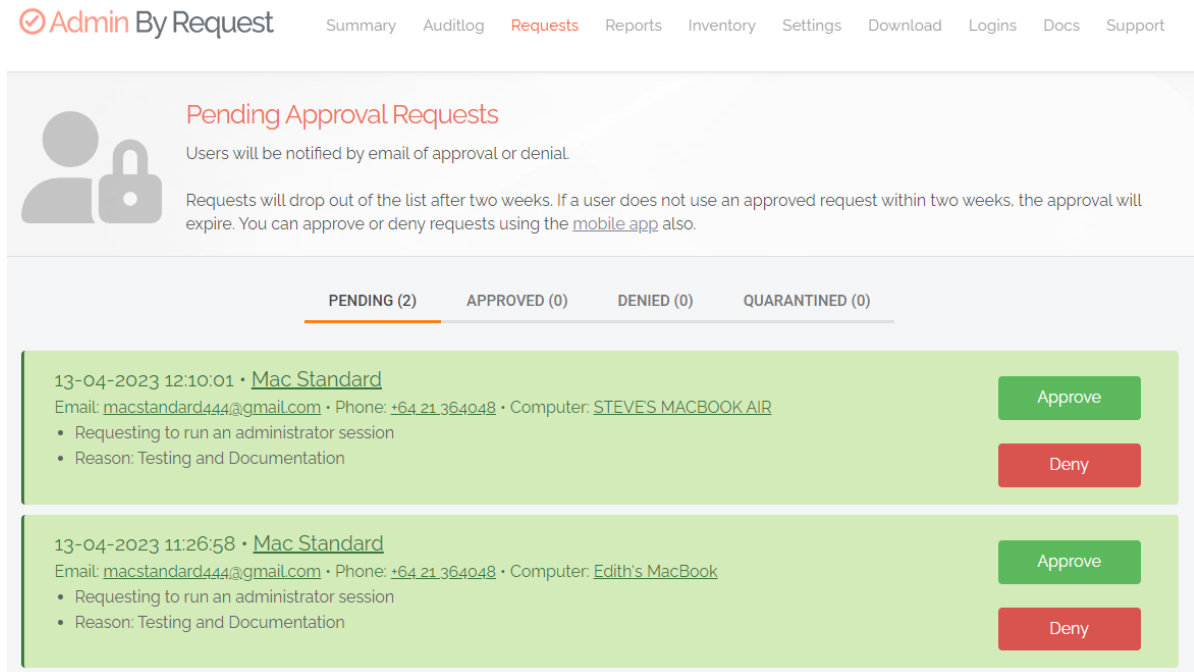 Admin By Request Summary Auditlog Requests Reports Inventory Settings Download Logins Docs Support
Pending Approval Requests
Users will be notified by email of approval or denial.
Requests will drop out of the list after two weeks. If a user does not use an approved request within two weeks, the approval will
expire. You can approve or deny requests using the mobile app also.
PENDING (2) APPROVED (0) DENIED (0) QUARANTINED (0)
13-04-2023 12:10:01 • Mac Standard
Email: macstandard444@gmail.com • Phone: +64 21 364048 • Computer: STEVE'S MACBOOK AIR
• Requesting to run an administrator session
• Reason: Testing and Documentation
Approve
Deny
13-04-2023 11:26:58 • Mac Standard
Email: macstandard444@gmail.com • Phone: +64 21 364048 • Computer: Edith's MacBook
• Requesting to run an administrator session
• Reason: Testing and Documentation
Approve
Deny